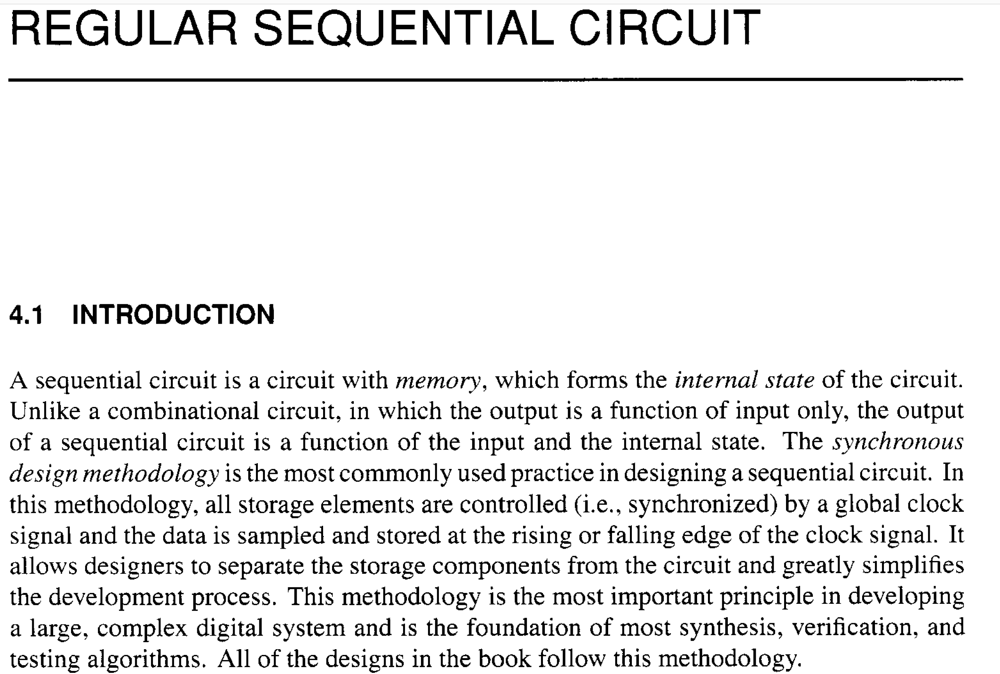 REGULAR SEQUENTIAL CIRCUIT
4.1 INTRODUCTION
A sequential circuit is a circuit with memory, which forms the internal state of the circuit.
Unlike a combinational circuit, in which the output is a function of input only, the output
of a sequential circuit is a function of the input and the internal state. The synchronous
design methodology is the most commonly used practice in designing a sequential circuit. In
this methodology, all storage elements are controlled (i.e., synchronized) by a global clock
signal and the data is sampled and stored at the rising or falling edge of the clock signal. It
allows designers to separate the storage components from the circuit and greatly simplifies
the development process. This methodology is the most important principle in developing
a large, complex digital system and is the foundation of most synthesis, verification, and
testing algorithms. All of the designs in the book follow this methodology.